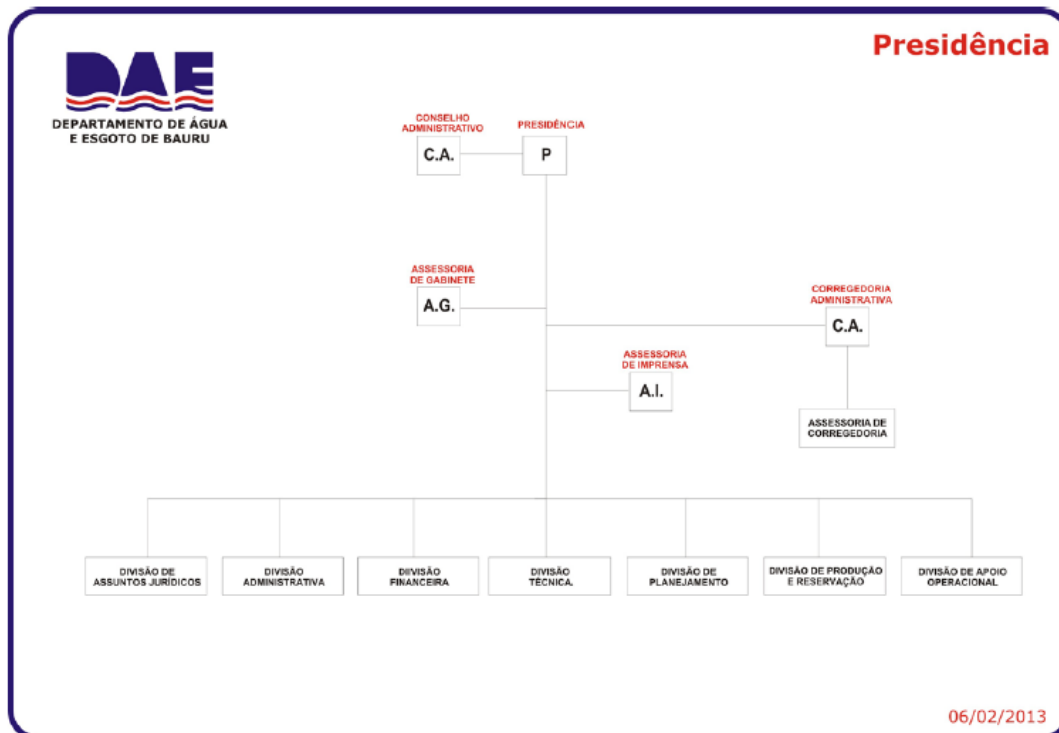 Presidência
DAE
DEPARTAMENTO DE ÁGUA
E ESGOTO DE BAURU
CONSELHO
ADMINISTRATIVO
C.A.
PRESIDÊNCIA
P
ASSESSORIA
DE GABINETE
A.G.
CORREGEDORIA
ADMINISTRATIVA
C.A.
ASSESSORIA
DE IMPRENSA
A.I.
ASSESSORIA DE
CORREGEDORIA
DIVISÃO DE
ASSUNTOS JURÍDICOS
DIVISÃO
ADMINISTRATIVA
DIIVISÃO
FINANCEIRA
DIVISÃO
TÉCNICA.
DIVISÃO DE
PLANEJAMENTO
DIVISÃO DE PRODUÇÃO
E RESERVAÇÃO
DIVISÃO DE APOIO
OPERACIONAL
06/02/2013